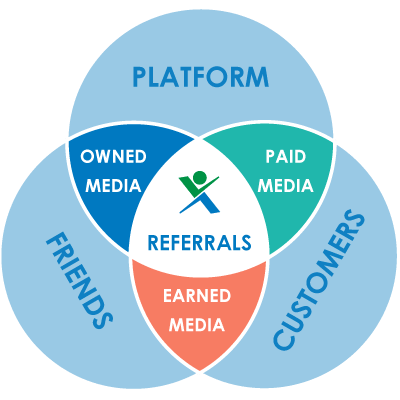 PLATFORM
OWNED
MEDIA
PAID
MEDIA
REFERRALS
FRIENDS
CUSTOMERS
EARNED
MEDIA